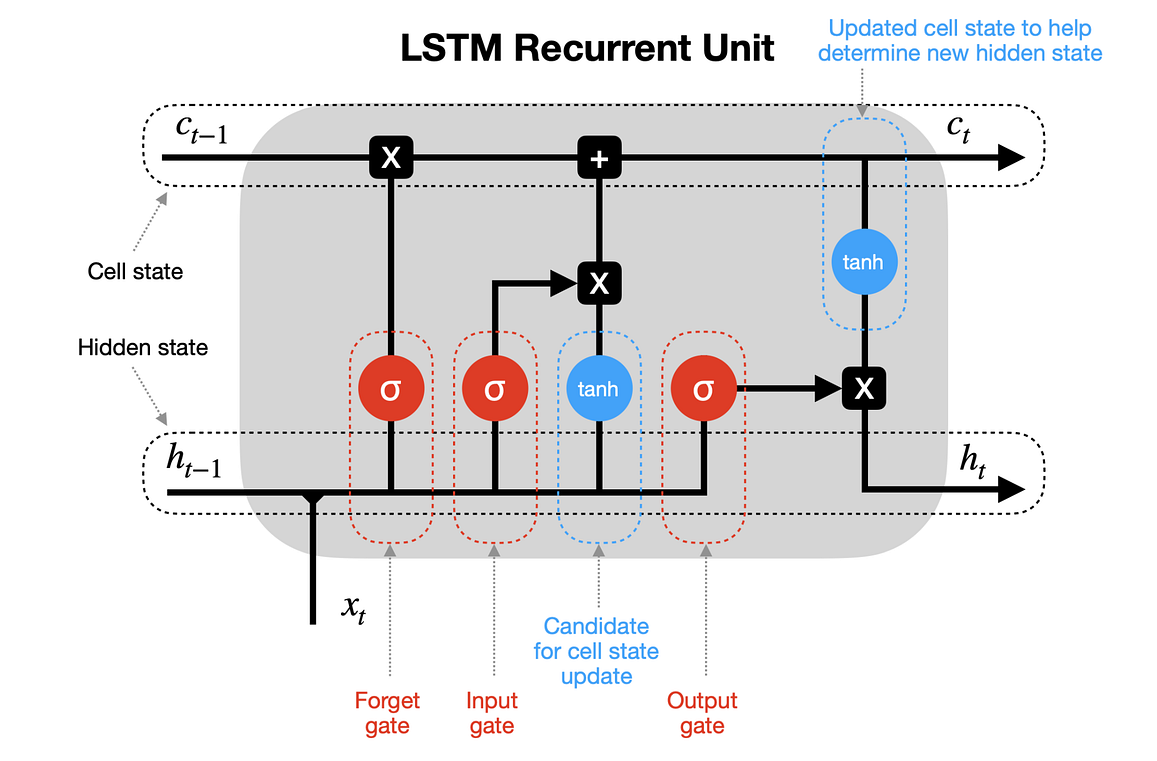 LSTM Recurrent Unit
Updated cell state to help
determine new hidden state
c_{t−1}
c_t
X
+
Cell state
tanh
X
Hidden state
σ
σ
tanh
σ
X
h_{t−1}
h_t
x_t
Candidate
for cell state
update
Forget
gate
Input
gate
Output
gate